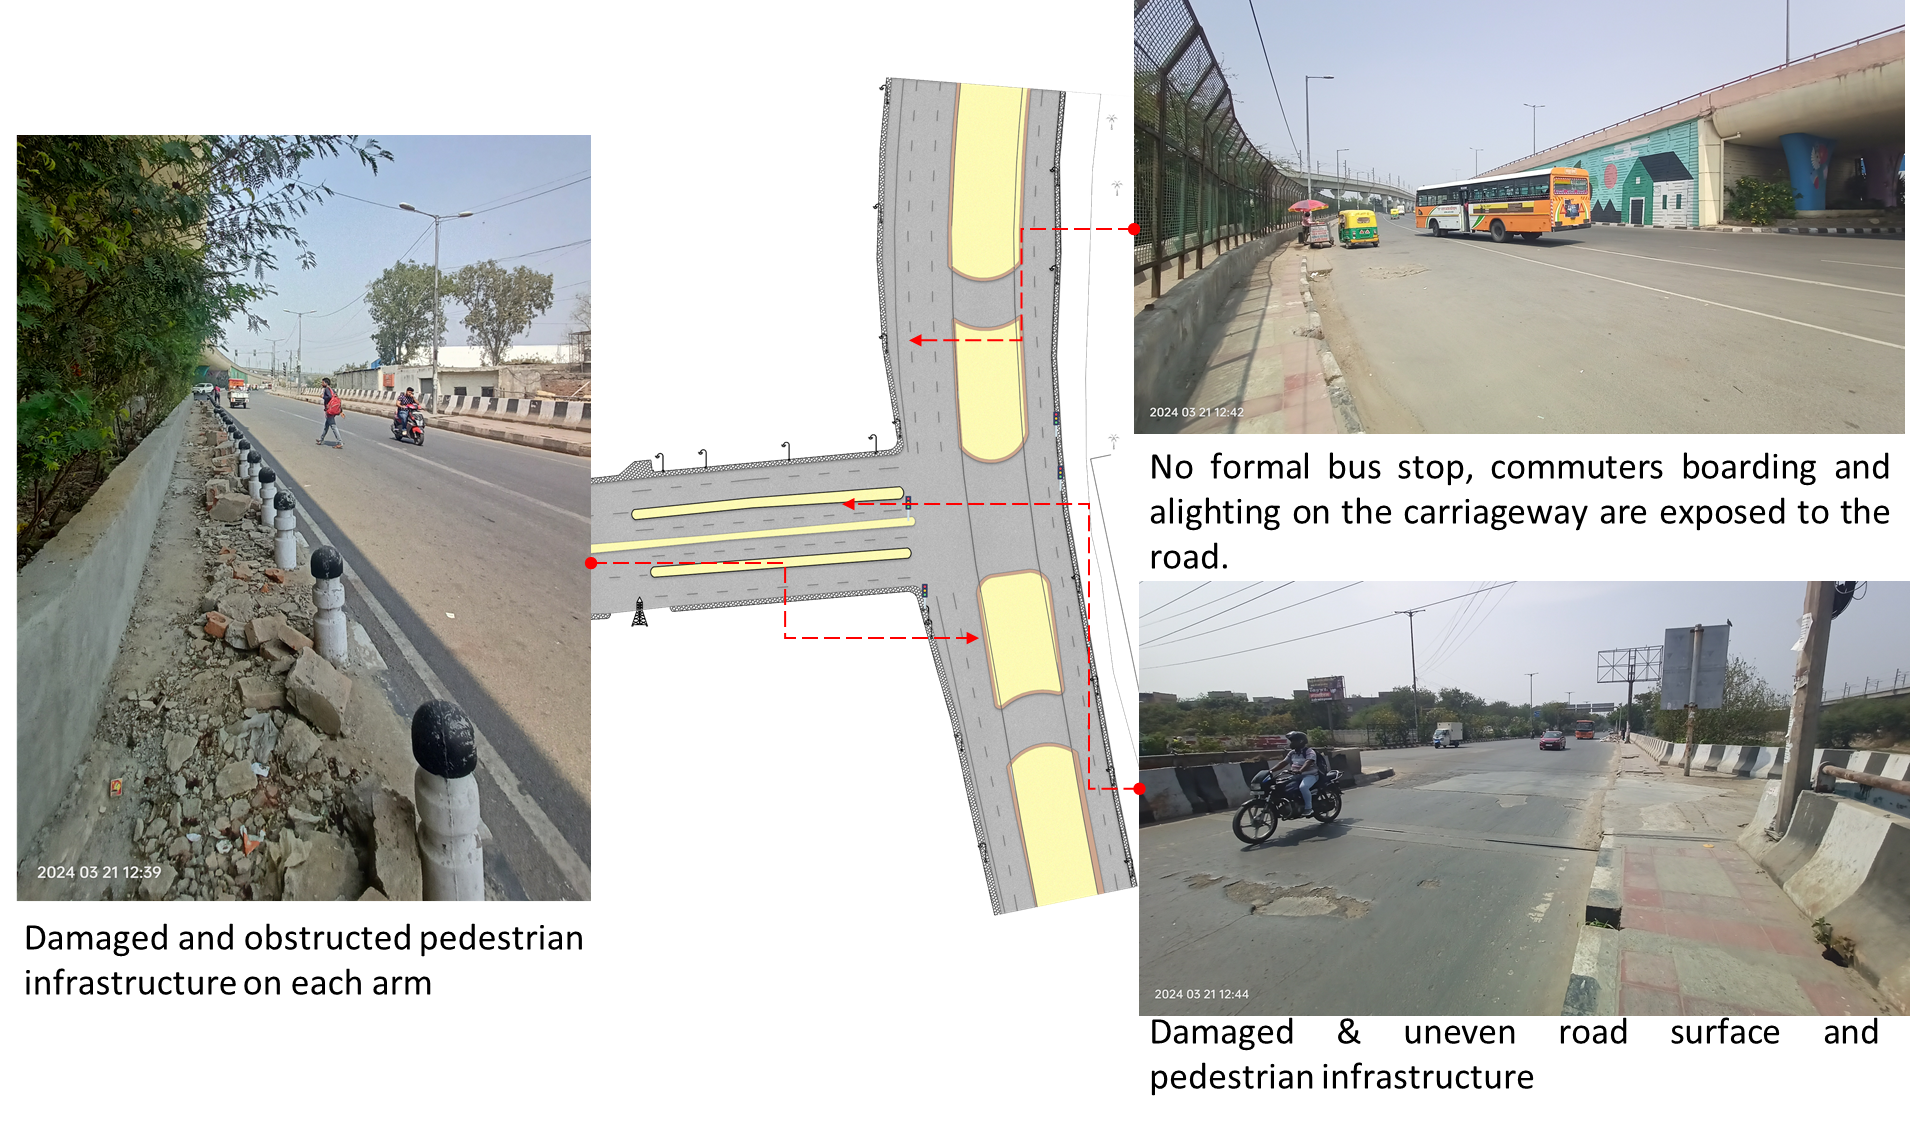 2024 03 21 12:39
Damaged and obstructed pedestrian
infrastructure on each arm
2024 03 21 12:42
No formal bus stop, commuters boarding and
alighting on the carriageway are exposed to the
road.
2024 03 21 12:44
Damaged & uneven road surface and
pedestrian infrastructure